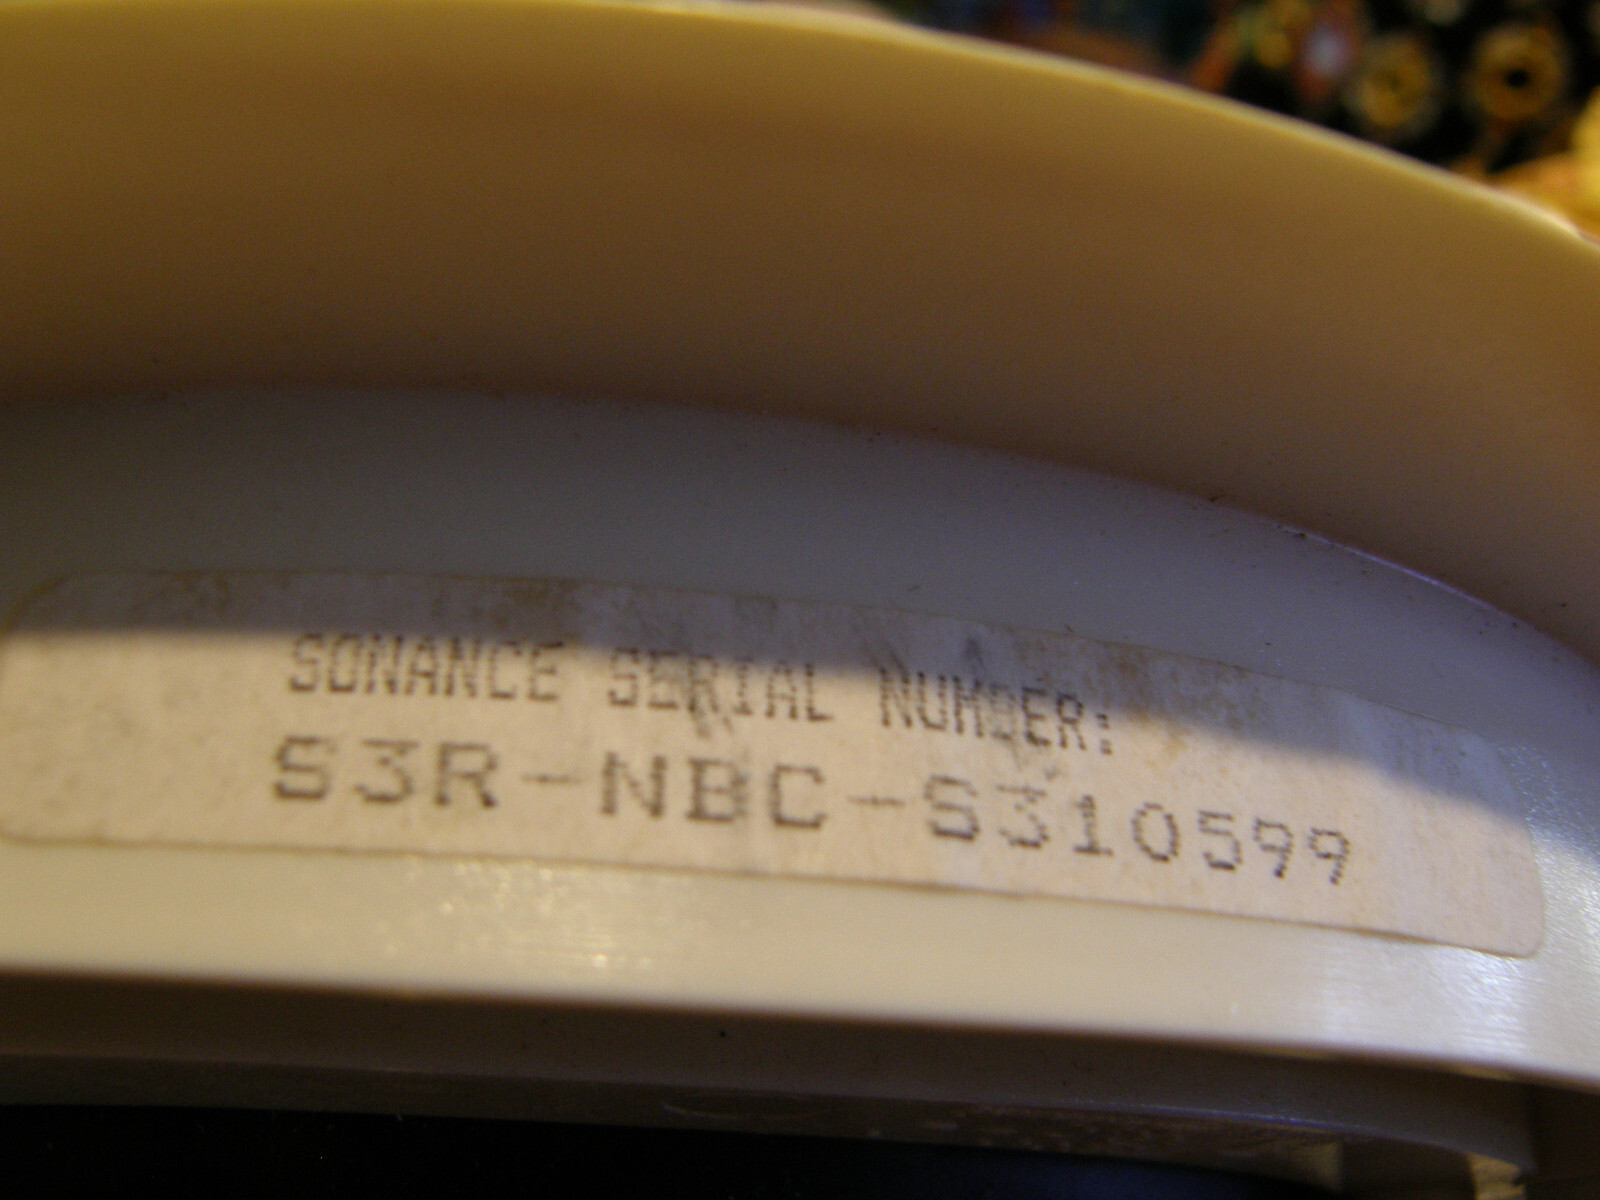 SONANCE SERIAL NUMBER:
S3R-NBC-S310599